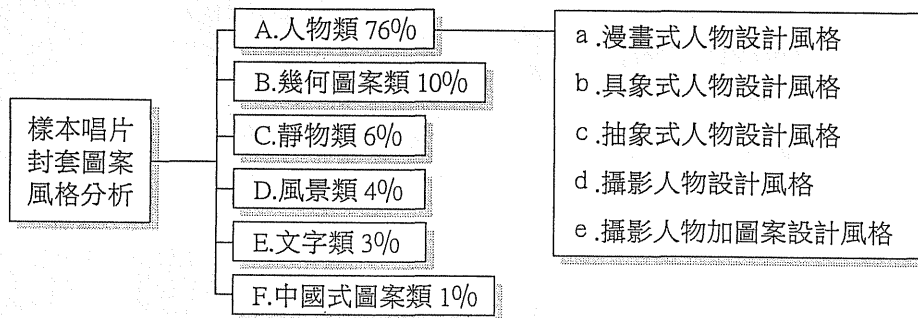 樣本唱片
封套圖案
風格分析
A.人物類 76%
B.幾何圖案類 10%
C.靜物類 6%
D.風景類 4%
E.文字類 3%
F.中國式圖案類 1%
a.漫畫式人物設計風格
b.具象式人物設計風格
c.抽象式人物設計風格
d.攝影人物設計風格
e.攝影人物加圖案設計風格